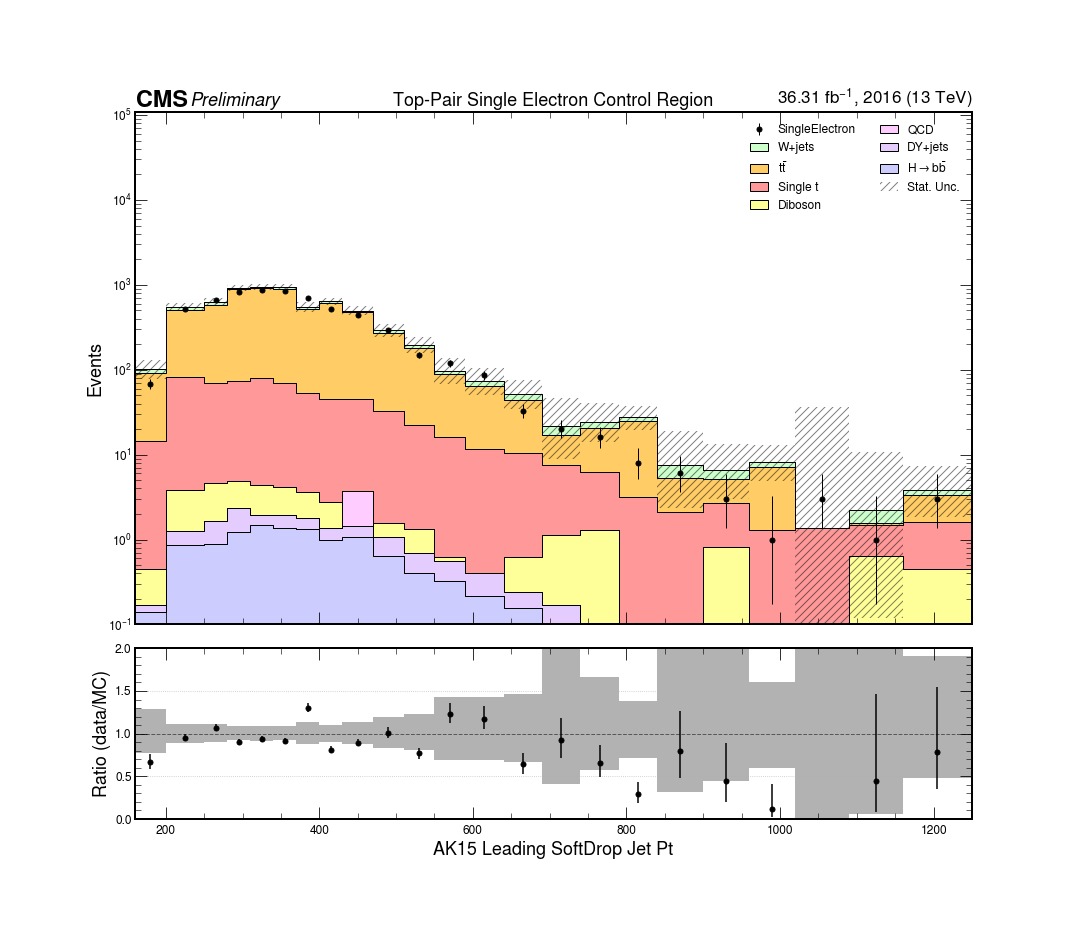 CMS Preliminary Top-Pair Single Electron Control Region 36.31 fb⁻¹, 2016 (13 TeV)
10⁵
10⁴
10³
10²
10¹
10⁰
10⁻¹
Events
SingleElectron
W+jets
tt̄
Single t
Diboson
QCD
DY+jets
H→bb̄
Stat. Unc.
2.0
1.5
1.0
0.5
0.0
Ratio (data/MC)
200 400 600 800 1000 1200
AK15 Leading SoftDrop Jet Pt